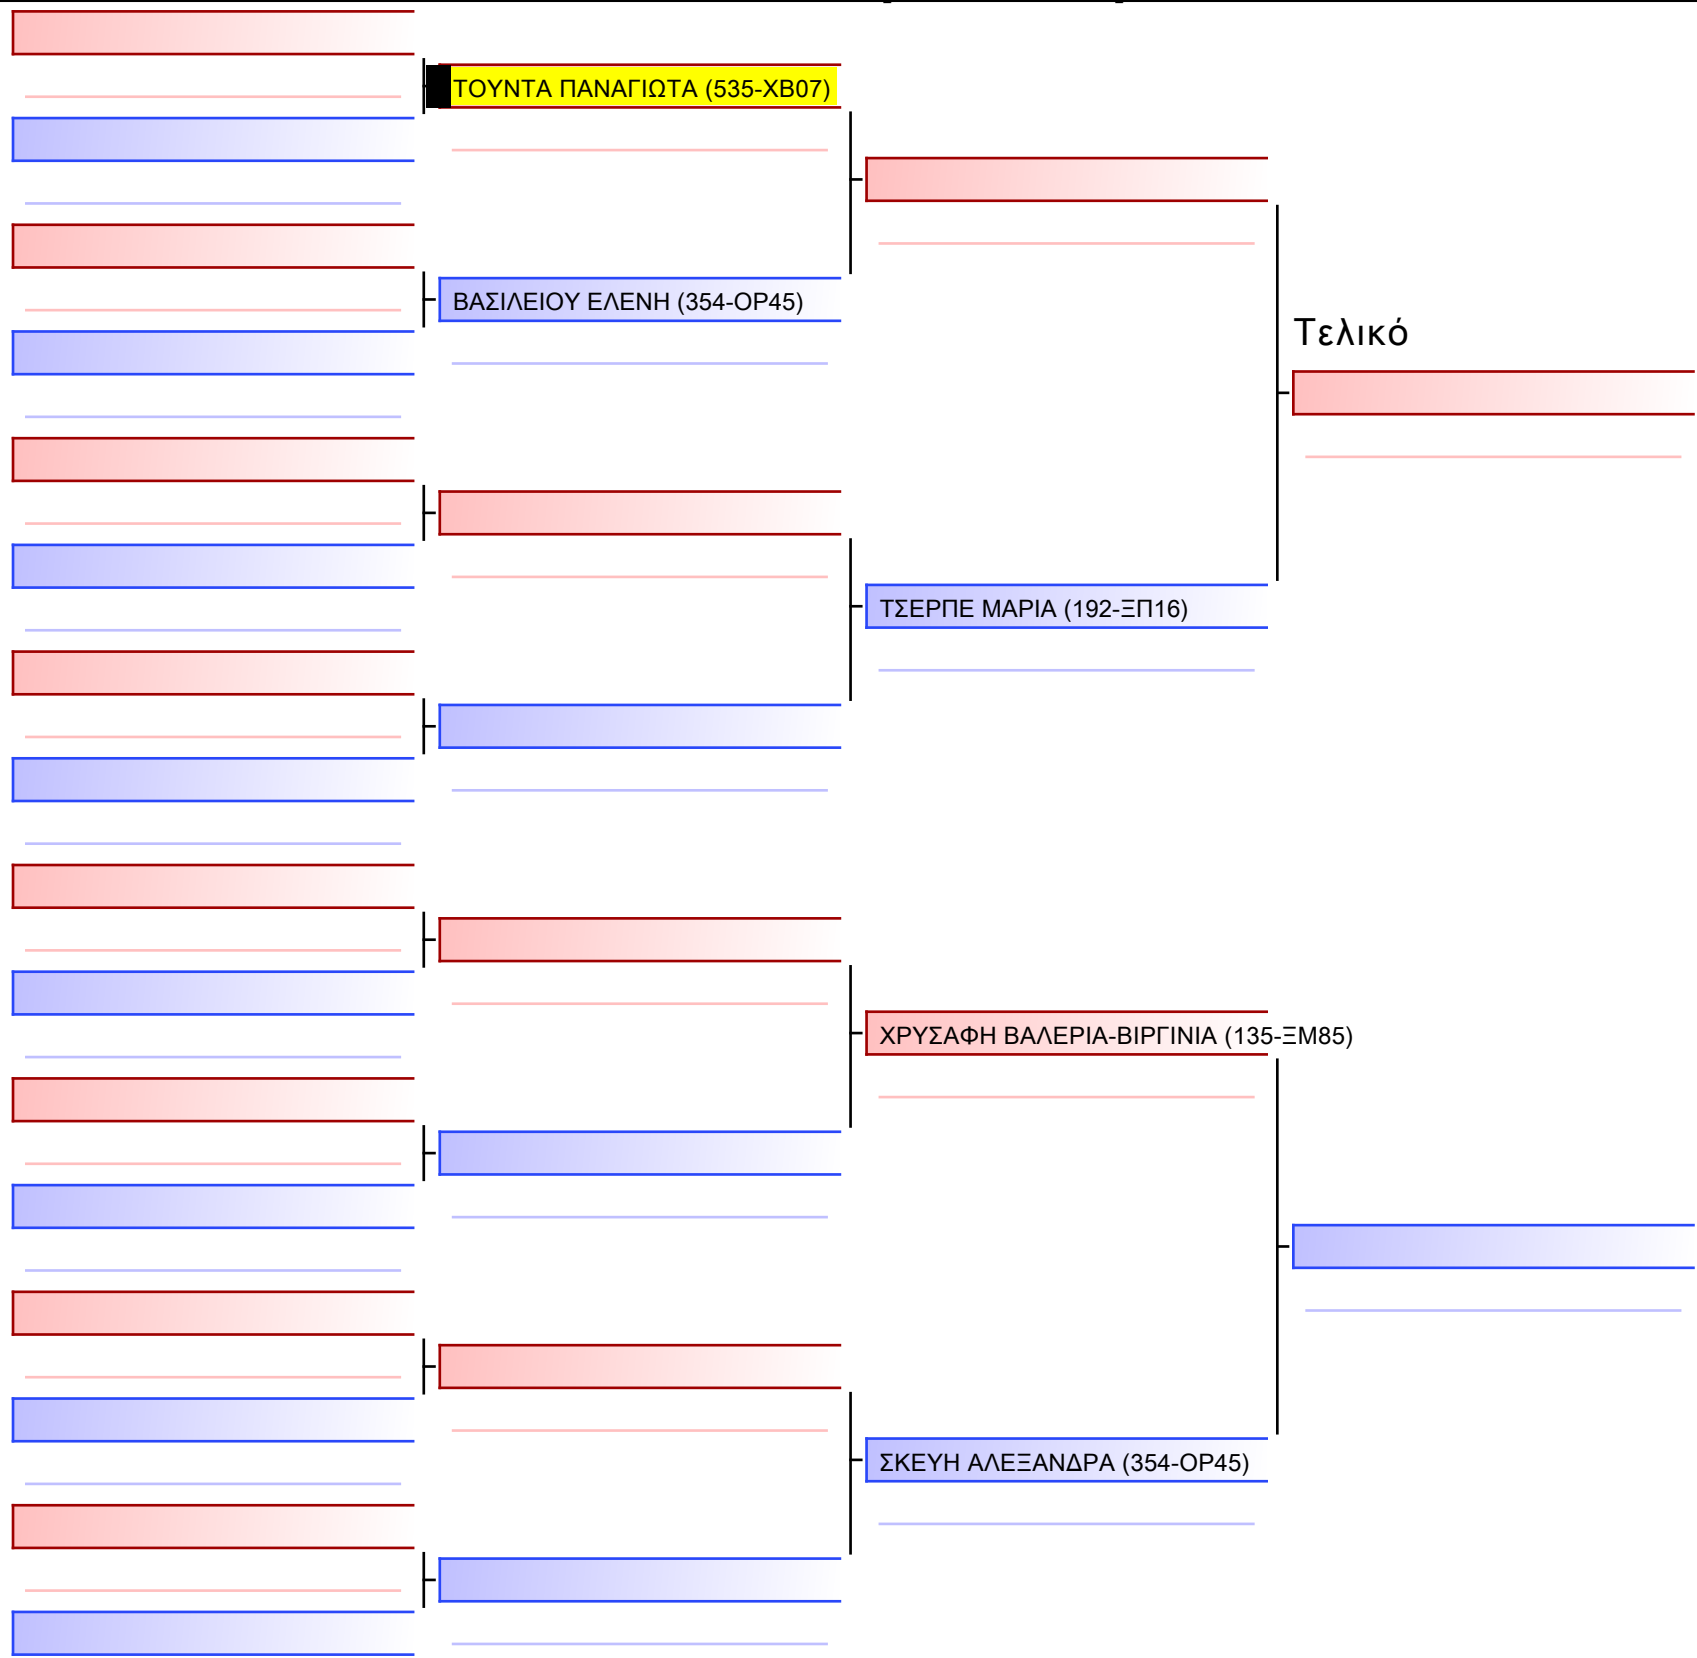 ΤΟΥΝΤΑ ΠΑΝΑΓΙΩΤΑ (535-ΧΒ07)
ΒΑΣΙΛΕΙΟΥ ΕΛΕΝΗ (354-ΟΡ45)
Τελικό
ΤΣΕΡΠΕ ΜΑΡΙΑ (192-ΞΠ16)
ΧΡΥΣΑΦΗ ΒΑΛΕΡΙΑ-ΒΙΡΓΙΝΙΑ (135-ΞΜ85)
ΣΚΕΥΗ ΑΛΕΞΑΝΔΡΑ (354-ΟΡ45)